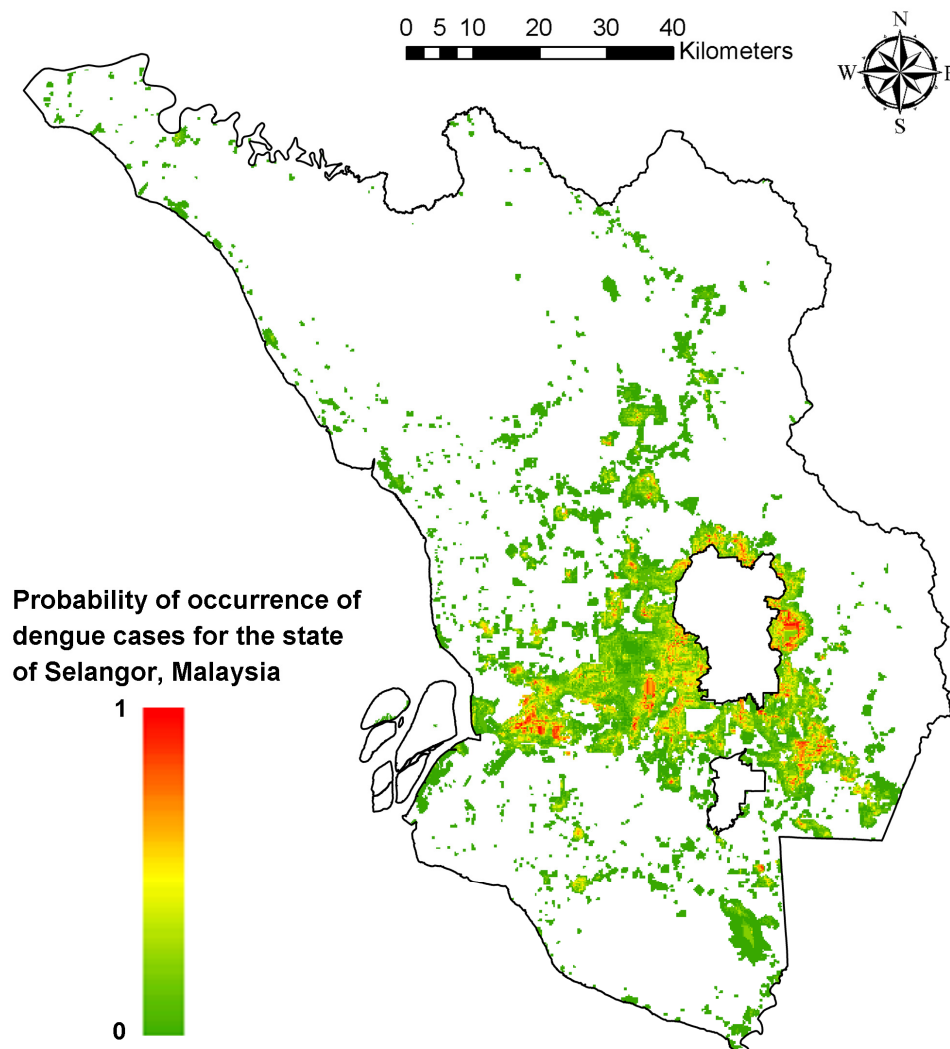 0 5 10 20 30 40
Kilometers
N
W E
S
Probability of occurrence of
dengue cases for the state
of Selangor, Malaysia
1
0